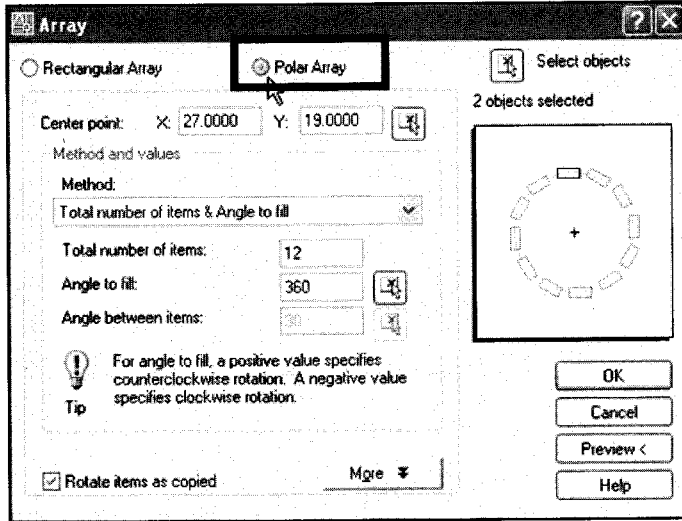 Array
Rectangular Array Polar Array Select objects
2 objects selected
Center point: X: 27.0000 Y: 19.0000
Method and values
Method:
Total number of items & Angle to fill
Total number of items: 12
Angle to fill: 360
Angle between items: 30
For angle to fill, a positive value specifies
counterclockwise rotation. A negative value
specifies clockwise rotation.
Tip
OK
Cancel
Preview <
Rotate items as copied More
Help